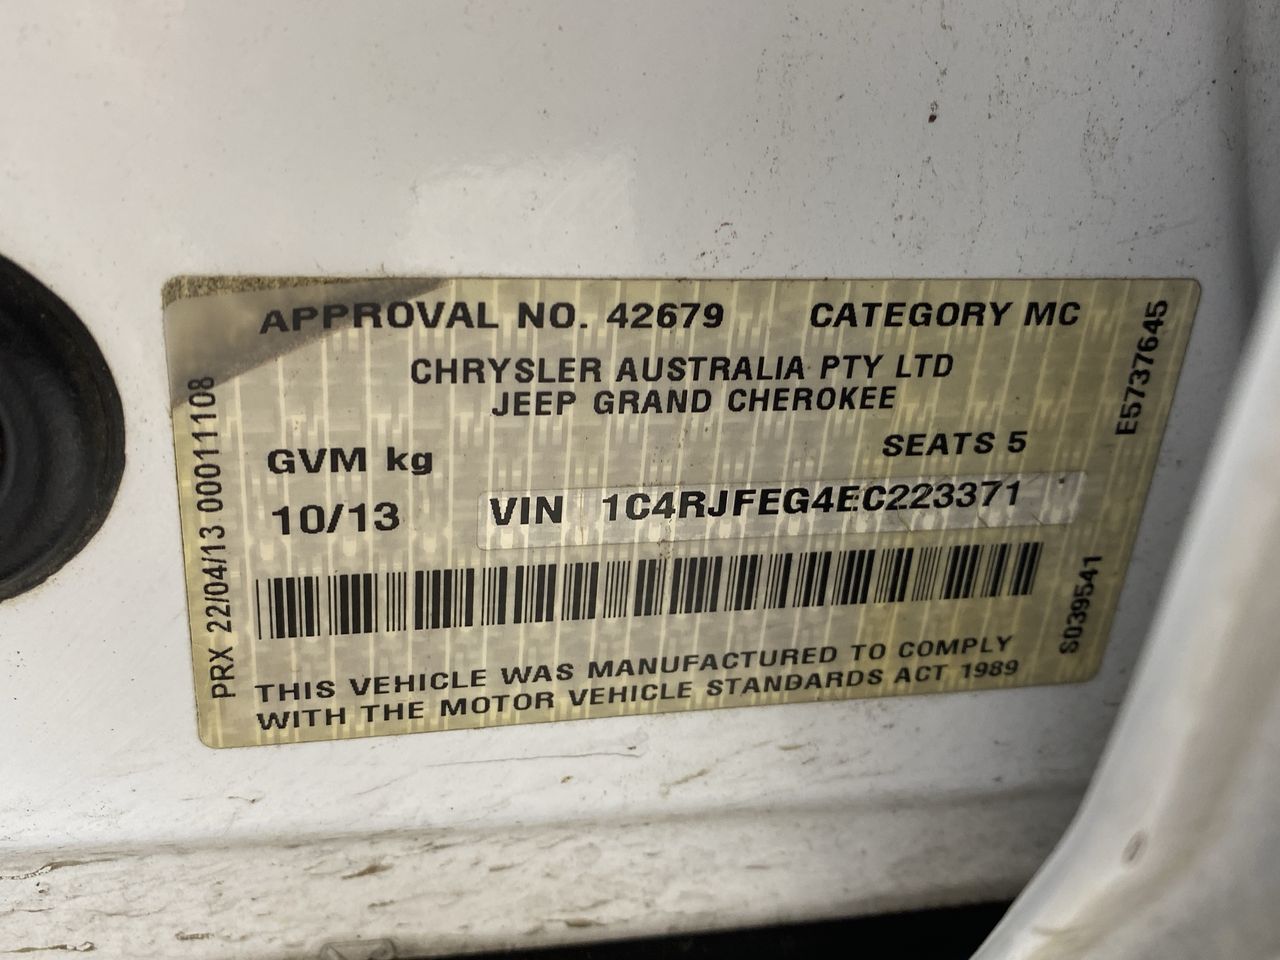 APPROVAL NO. 42679 CATEGORY MC
CHRYSLER AUSTRALIA PTY LTD
JEEP GRAND CHEROKEE
GVM kg SEATS 5
10/13 VIN 1C4RJFEG4EC223371
THIS VEHICLE WAS MANUFACTURED TO COMPLY
WITH THE MOTOR VEHICLE STANDARDS ACT 1989
PRX 22/04/13 00011108
E5737645
S039541